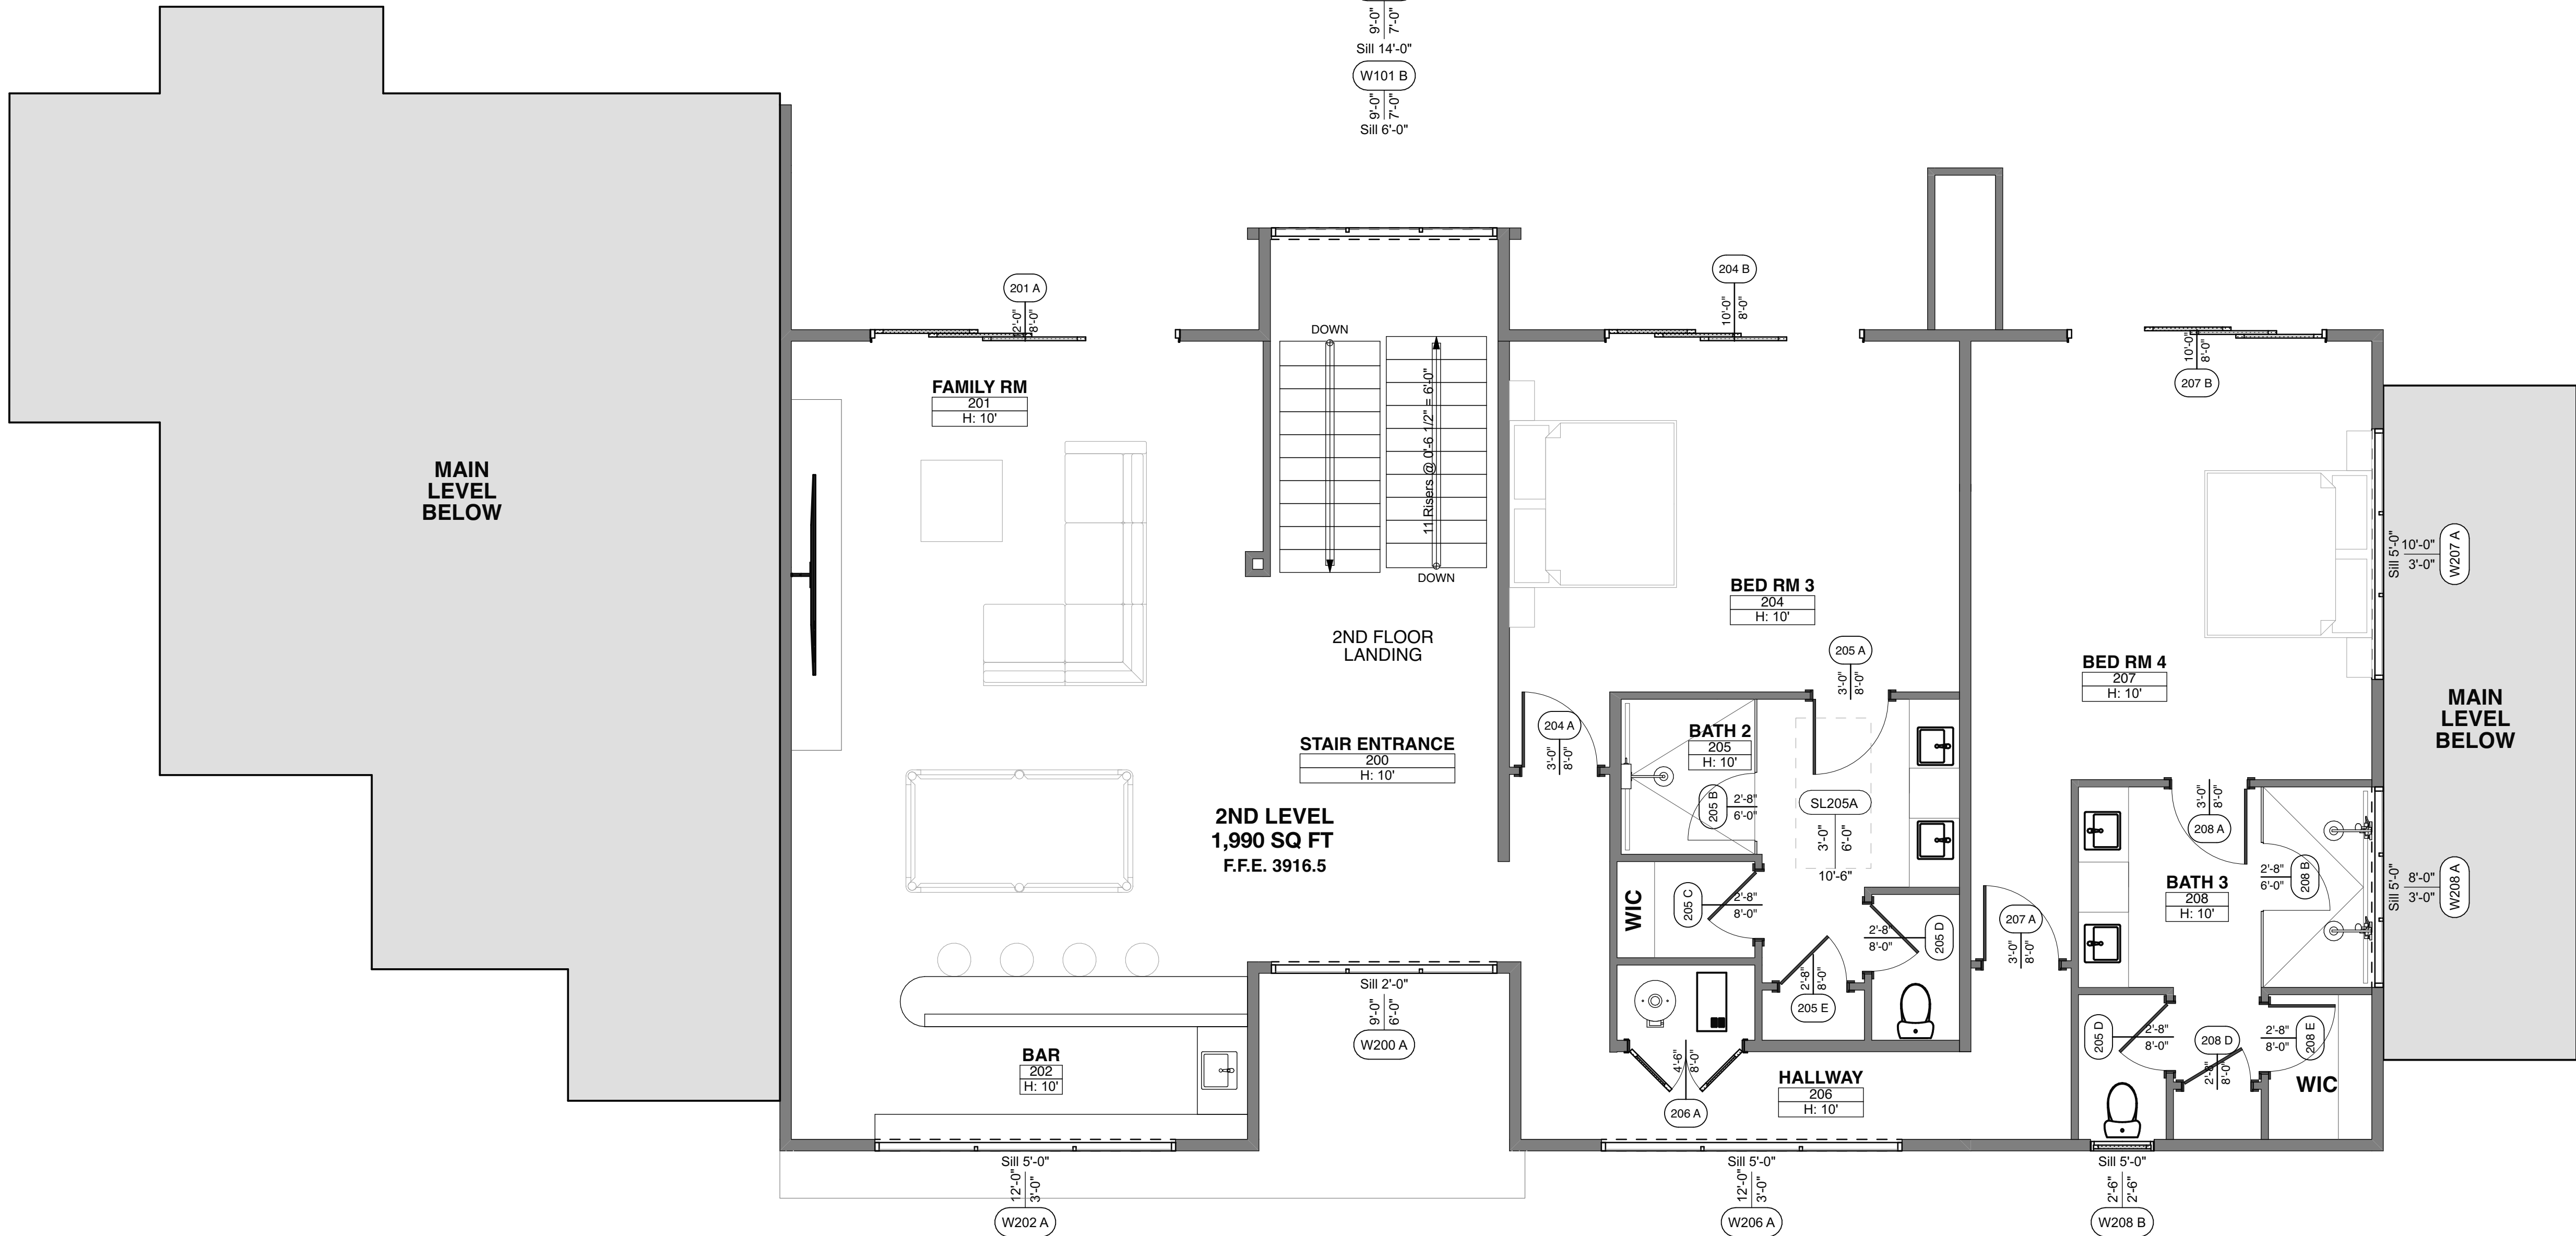 9'-0"
7'-0"
Sill 14'-0"
W101 B
9'-0"
7'-0"
Sill 6'-0"
201 A
2'-0"
8'-0"
204 B
10'-0"
8'-0"
10'-0"
8'-0"
207 B
DOWN
11 Risers @ 0'-6 1/2" = 6'-0"
DOWN
FAMILY RM
201
H: 10'
MAIN
LEVEL
BELOW
2ND FLOOR
LANDING
STAIR ENTRANCE
200
H: 10'
2ND LEVEL
1,990 SQ FT
F.F.E. 3916.5
BED RM 3
204
H: 10'
205 A
3'-0"
8'-0"
204 A
3'-0"
8'-0"
BATH 2
205
H: 10'
205 B
2'-8"
6'-0"
SL205A
3'-0"
6'-0"
10'-6"
WIC
205 C
2'-8"
8'-0"
2'-8"
8'-0"
205 D
2'-8"
8'-0"
205 E
4'-6"
8'-0"
206 A
HALLWAY
206
H: 10'
BED RM 4
207
H: 10'
Sill 5'-0"
10'-0"
3'-0"
W207 A
MAIN
LEVEL
BELOW
3'-0"
8'-0"
208 A
BATH 3
208
H: 10'
2'-8"
6'-0"
208 B
Sill 5'-0"
8'-0"
3'-0"
W208 A
207 A
3'-0"
8'-0"
205 D
2'-8"
8'-0"
208 D
2'-8"
8'-0"
2'-8"
8'-0"
208 E
WIC
BAR
202
H: 10'
Sill 2'-0"
9'-0"
6'-0"
W200 A
Sill 5'-0"
12'-0"
3'-0"
W202 A
Sill 5'-0"
12'-0"
3'-0"
W206 A
Sill 5'-0"
2'-6"
2'-6"
W208 B